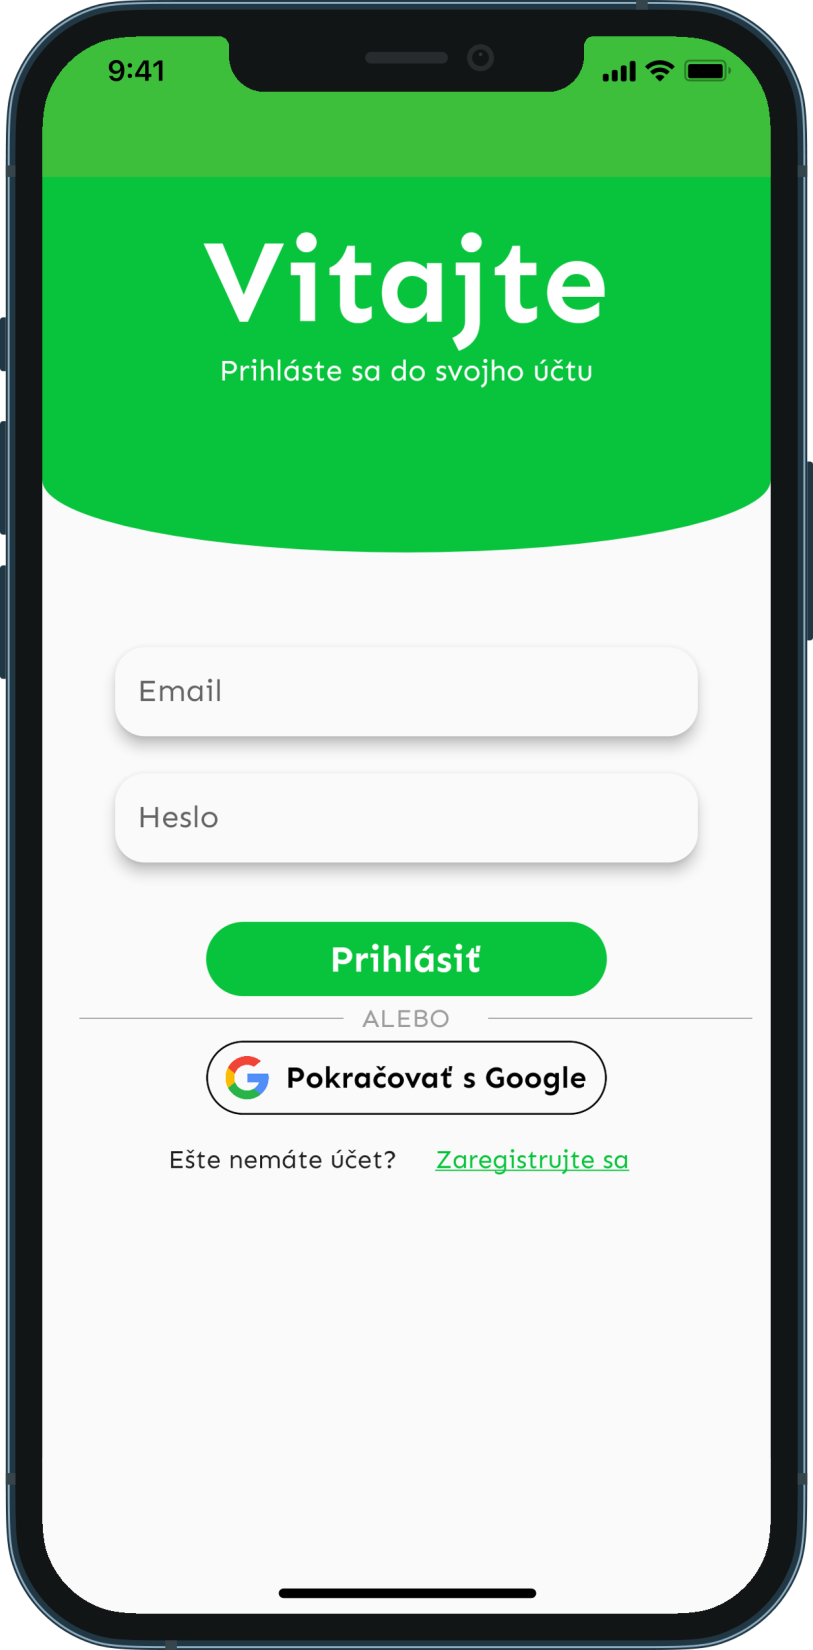 9:41
Vitajte
Prihláste sa do svojho účtu
Email
Heslo
Prihlásiť
ALEBO
Pokračovať s Google
Ešte nemáte účet? Zaregistrujte sa